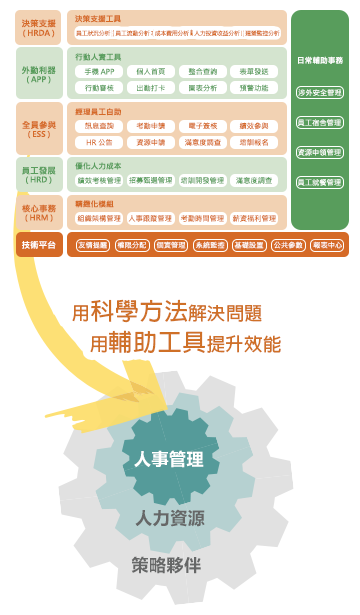 決策支援
(HRDA)
決策支援工具
員工狀況分析 員工流動分析 成本費用分析 人力投資收益分析 離業監控分析
外勤利器
(APP)
行動人資工具
手機 APP 個人首頁 整合查詢 表單發送
行動審核 出勤打卡 圖表分析 預警功能
全員參與
(ESS)
經理員工自助
訊息查詢 考勤申請 電子簽核 績效參與
HR 公告 資源申請 滿意度調查 培訓報名
員工發展
(HRD)
優化人力成本
績效考核管理 招募甄選管理 培訓開發管理 滿意度調查
核心事務
(HRM)
精緻化模組
組織架構管理 人事跟蹤管理 考勤時間管理 薪資福利管理
日常輔助事務
涉外安全管理
員工宿舍管理
資源申領管理
員工就餐管理
技術平台
友情提醒 權限分配 個資管理 系統監控 基礎設置 公共參數 報表中心
用科學方法解決問題
用輔助工具提升效能
人事管理
人力資源
策略夥伴